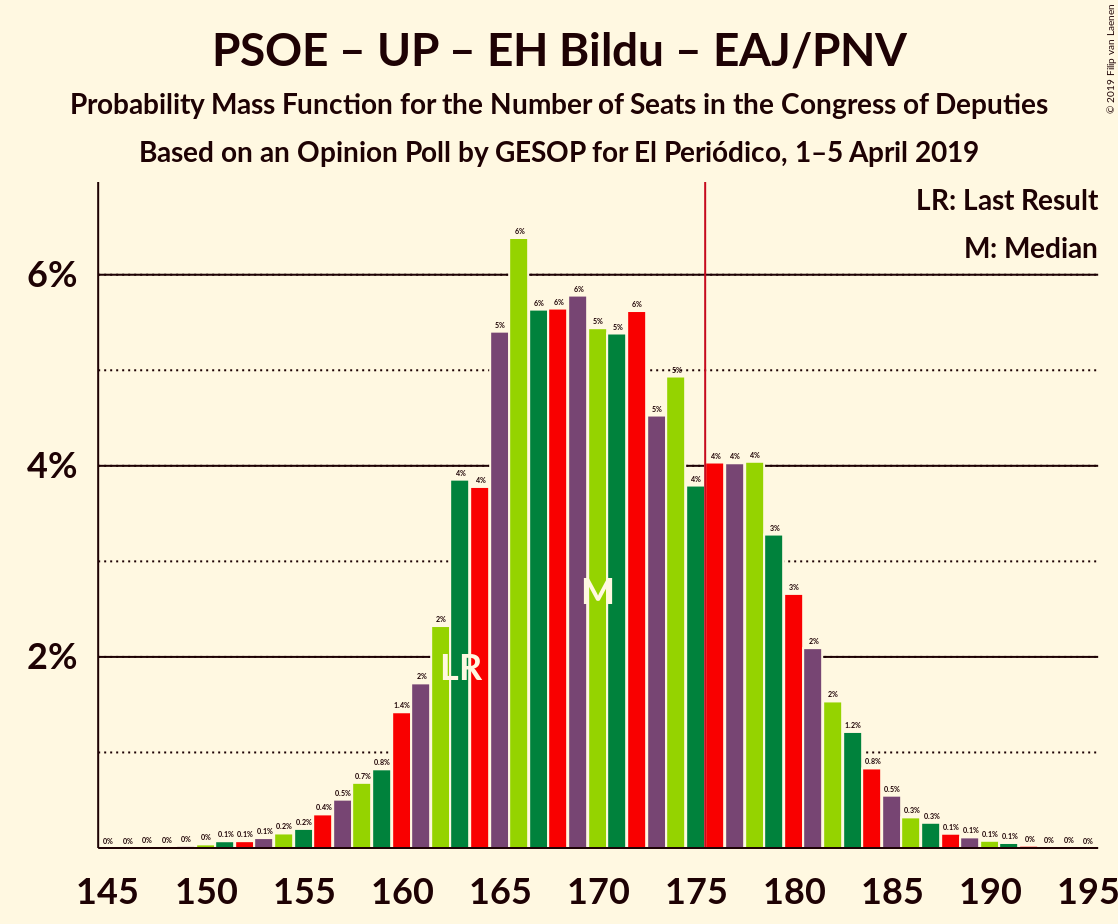 PSOE – UP – EH Bildu – EAJ/PNV
Probability Mass Function for the Number of Seats in the Congress of Deputies
Based on an Opinion Poll by GESOP for El Periódico, 1–5 April 2019
© 2019 Filip van Laenen
LR: Last Result
M: Median
6%
4%
2%
0% 0% 0% 0% 0% 0% 0.1% 0.1% 0.1% 0.2% 0.2% 0.4% 0.5% 0.7% 0.8% 1.4% 2% 2% 4% 4% 5% 6% 6% 6% 6% 5% 5% 6% 5% 5% 4% 4% 4% 4% 3% 3% 2% 2% 1.2% 0.8% 0.5% 0.3% 0.3% 0.1% 0.1% 0.1% 0.1% 0% 0% 0% 0%
LR
M
145 150 155 160 165 170 175 180 185 190 195